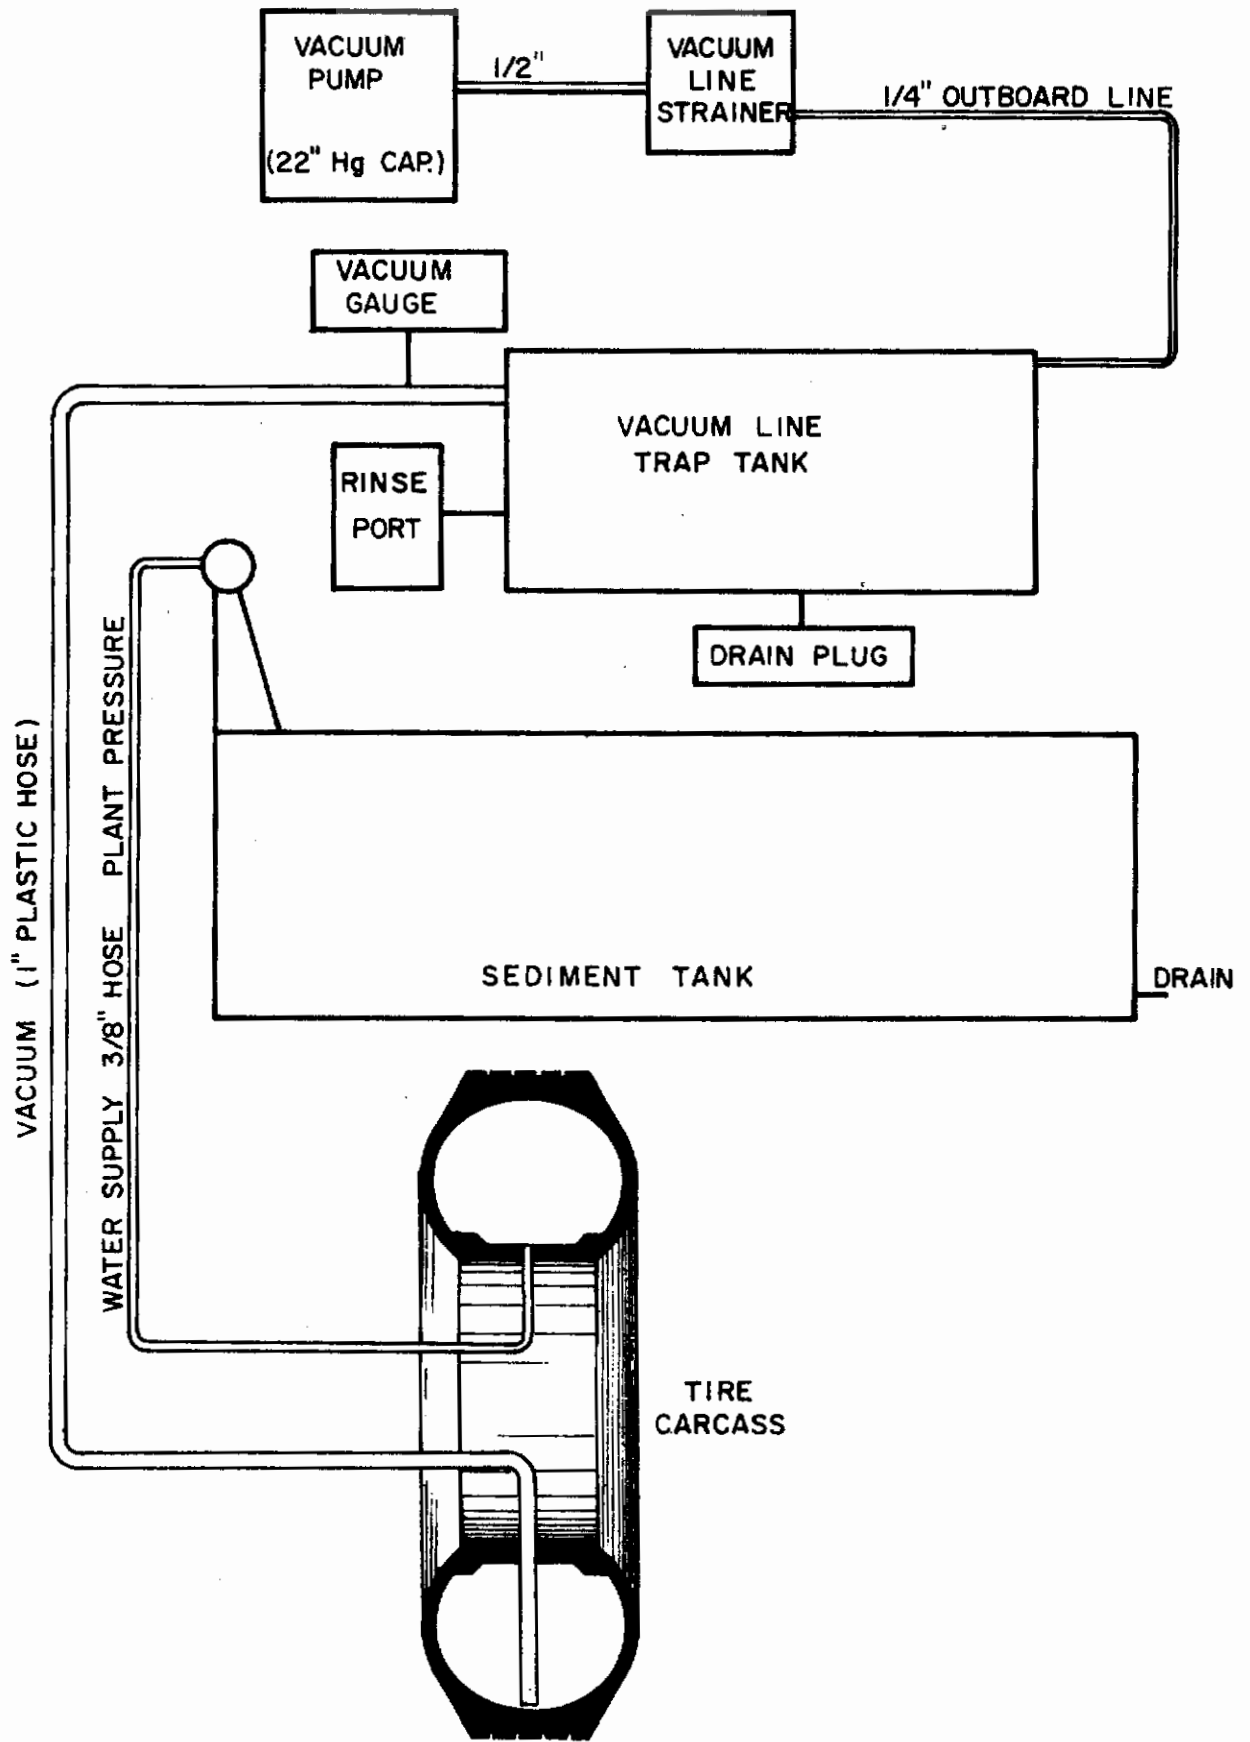 VACUUM
PUMP
(22" Hg CAP.)
1/2"
VACUUM
LINE
STRAINER
1/4" OUTBOARD LINE
VACUUM
GAUGE
VACUUM LINE
TRAP TANK
RINSE
PORT
DRAIN PLUG
VACUUM (1" PLASTIC HOSE)
WATER SUPPLY 3/8" HOSE PLANT PRESSURE
SEDIMENT TANK
DRAIN
TIRE
CARCASS